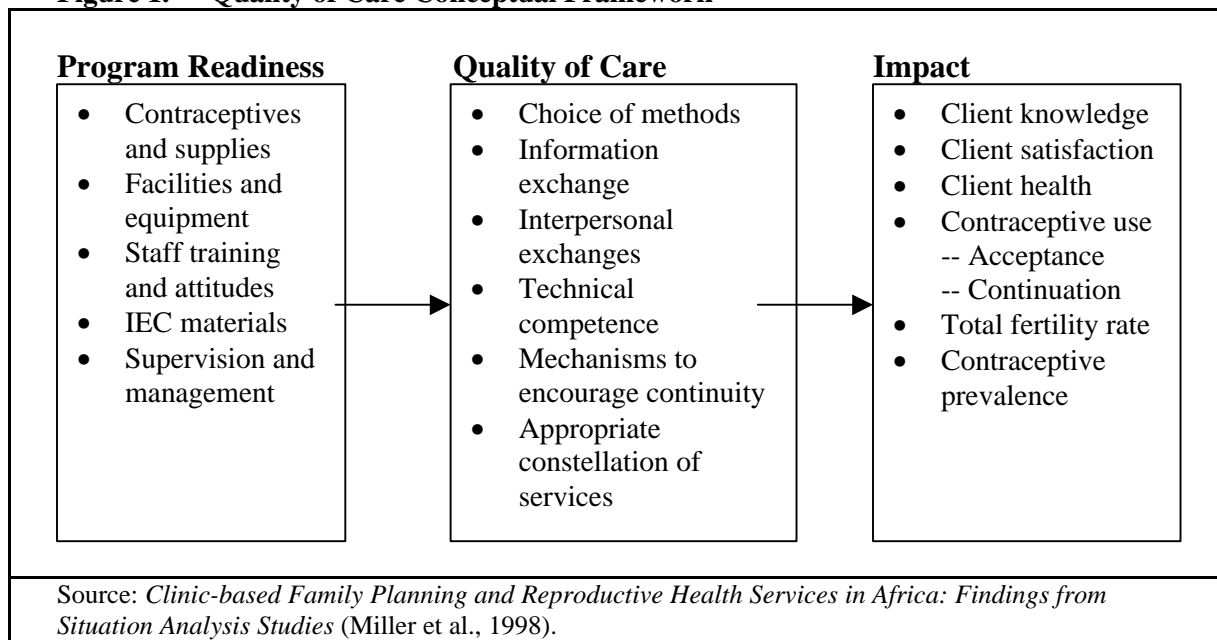 Figure 1. Quality of Care Conceptual Framework
Program Readiness
• Contraceptives
and supplies
• Facilities and
equipment
• Staff training
and attitudes
• IEC materials
• Supervision and
management
Quality of Care
• Choice of methods
• Information
exchange
• Interpersonal
exchanges
• Technical
competence
• Mechanisms to
encourage continuity
• Appropriate
constellation of
services
Impact
• Client knowledge
• Client satisfaction
• Client health
• Contraceptive use
-- Acceptance
-- Continuation
• Total fertility rate
• Contraceptive
prevalence
Source: Clinic-based Family Planning and Reproductive Health Services in Africa: Findings from
Situation Analysis Studies (Miller et al., 1998).